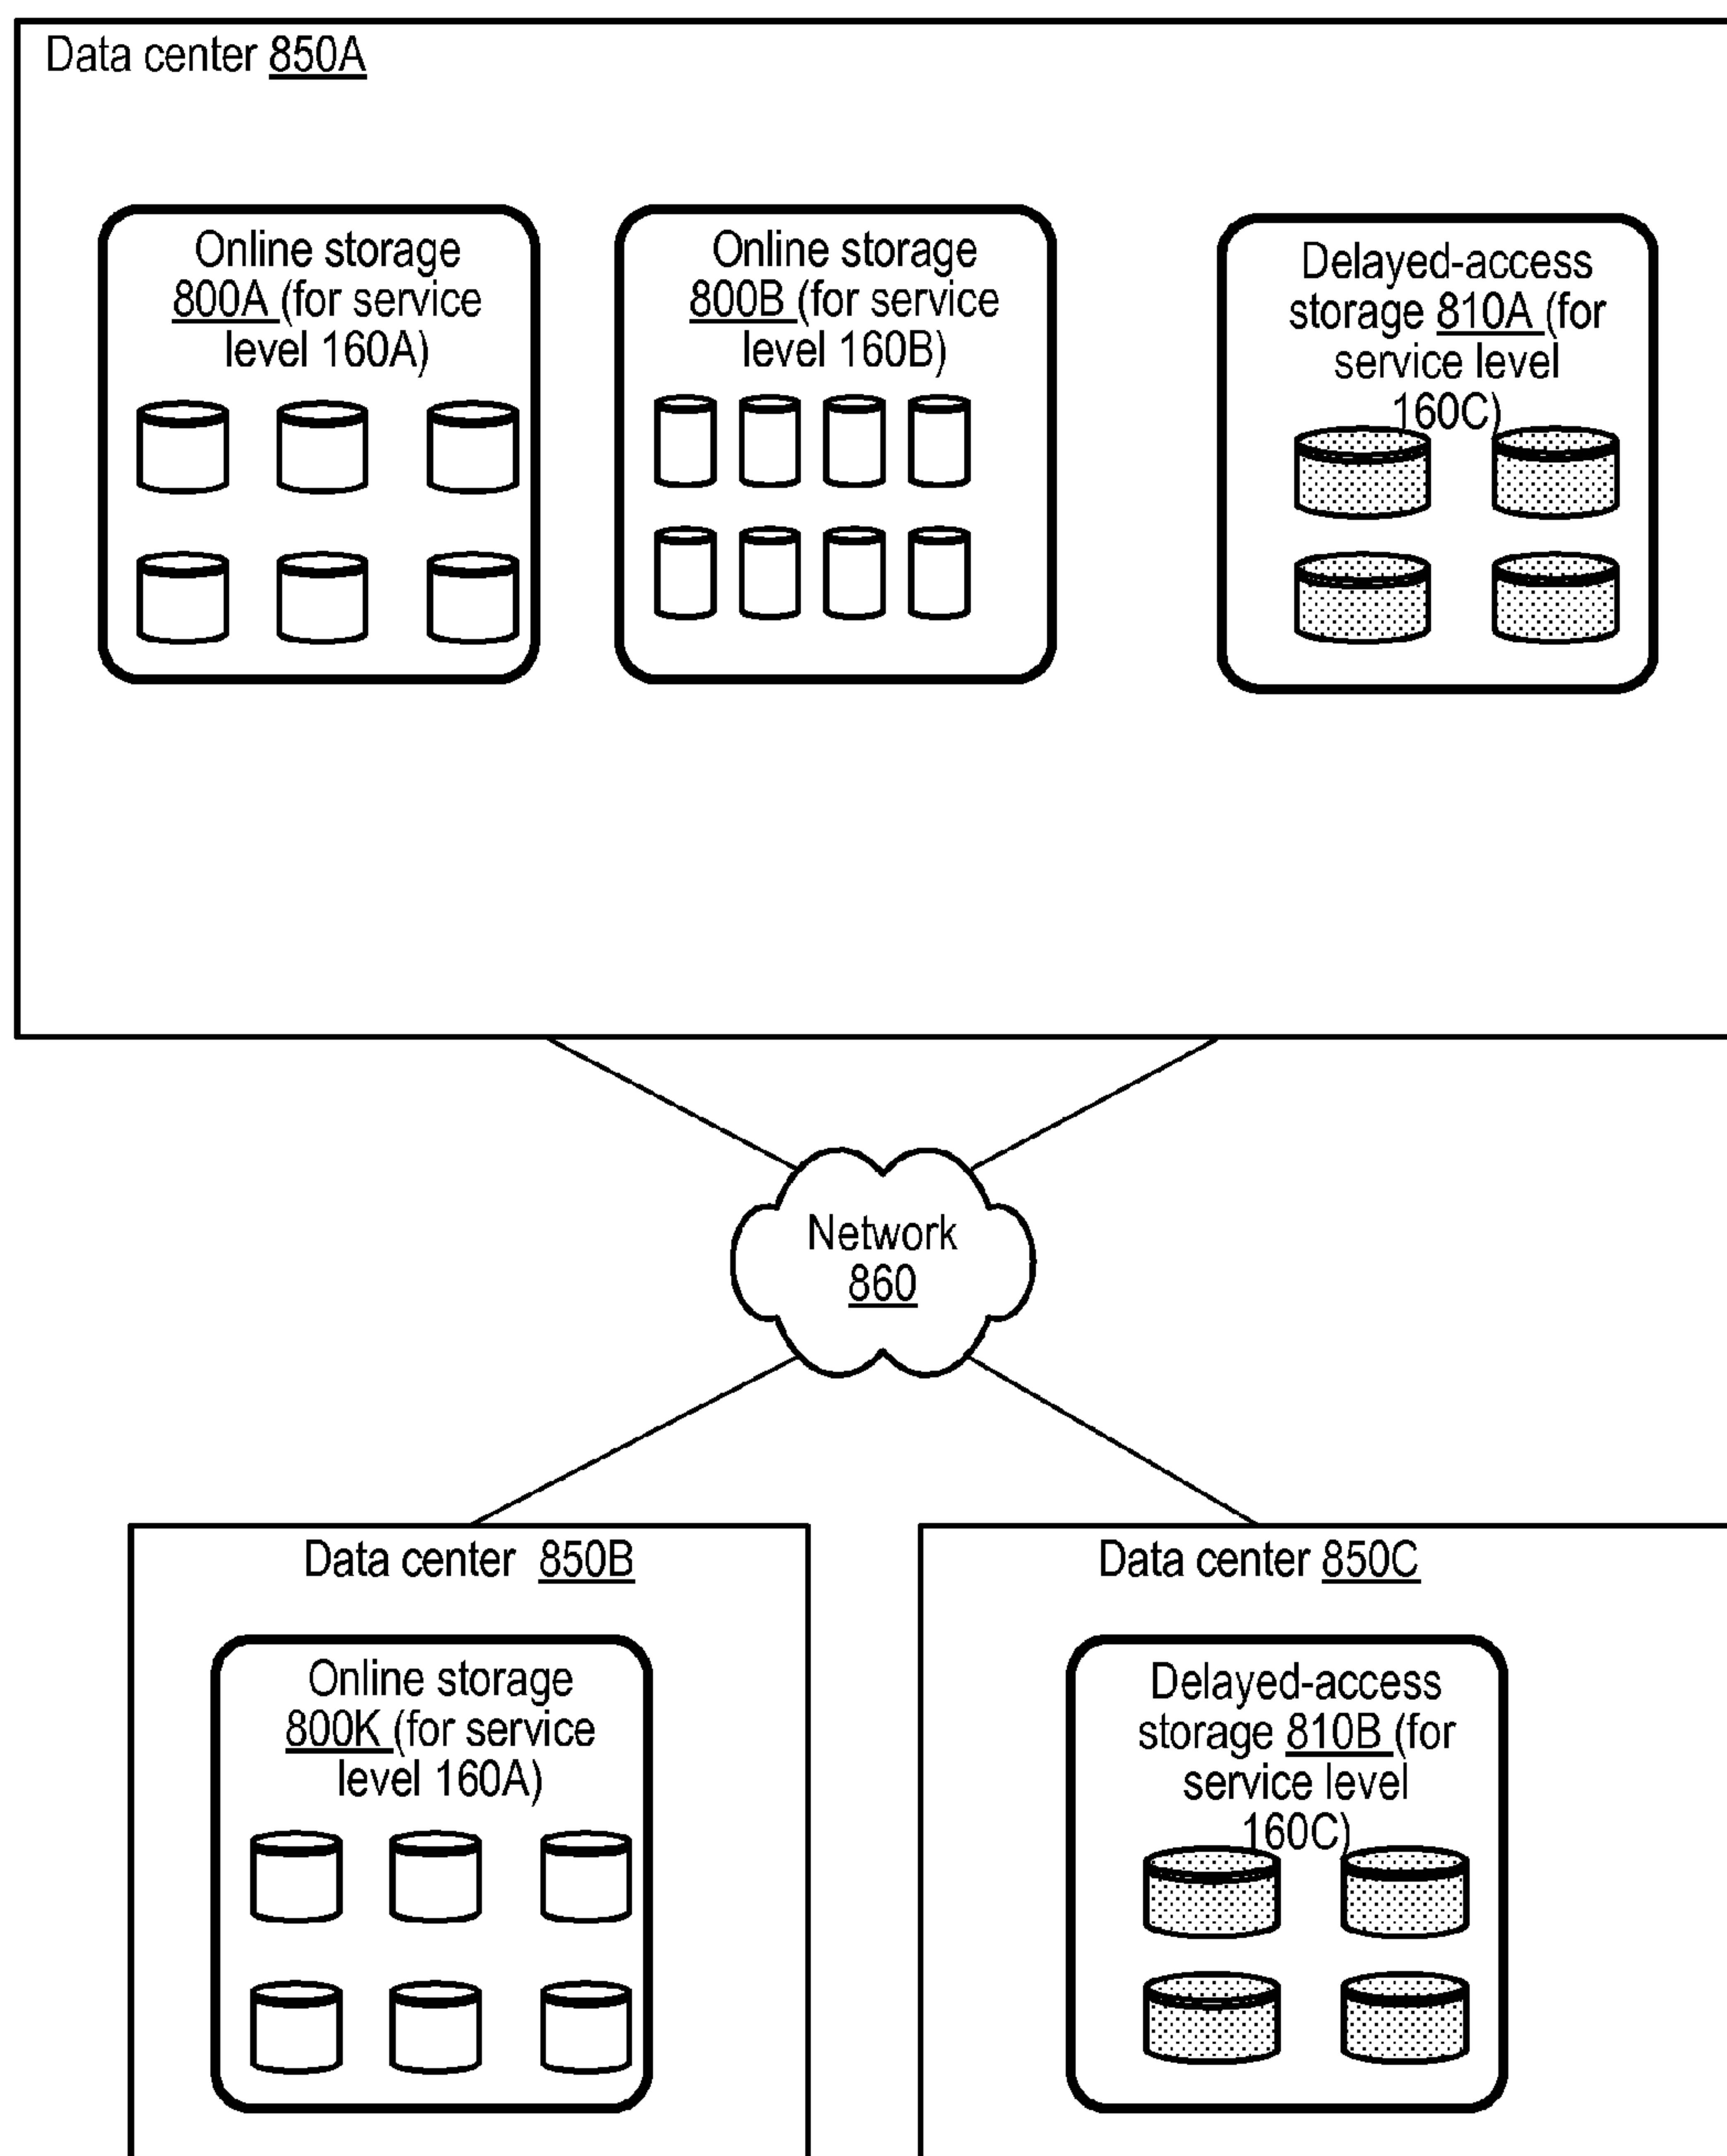 Data center 850A
Online storage
800A (for service
level 160A)
Online storage
800B (for service
level 160B)
Delayed-access
storage 810A (for
service level
160C)
Network
860
Data center 850B
Online storage
800K (for service
level 160A)
Data center 850C
Delayed-access
storage 810B (for
service level
160C)